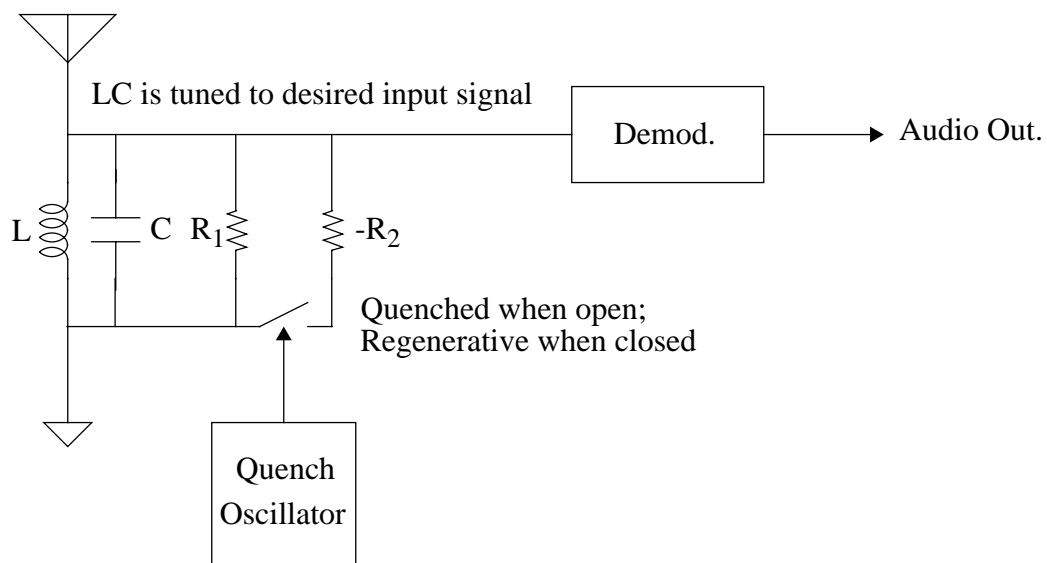 LC is tuned to desired input signal
Demod.
Audio Out.
L
C
R1
-R2
Quenched when open;
Regenerative when closed
Quench
Oscillator